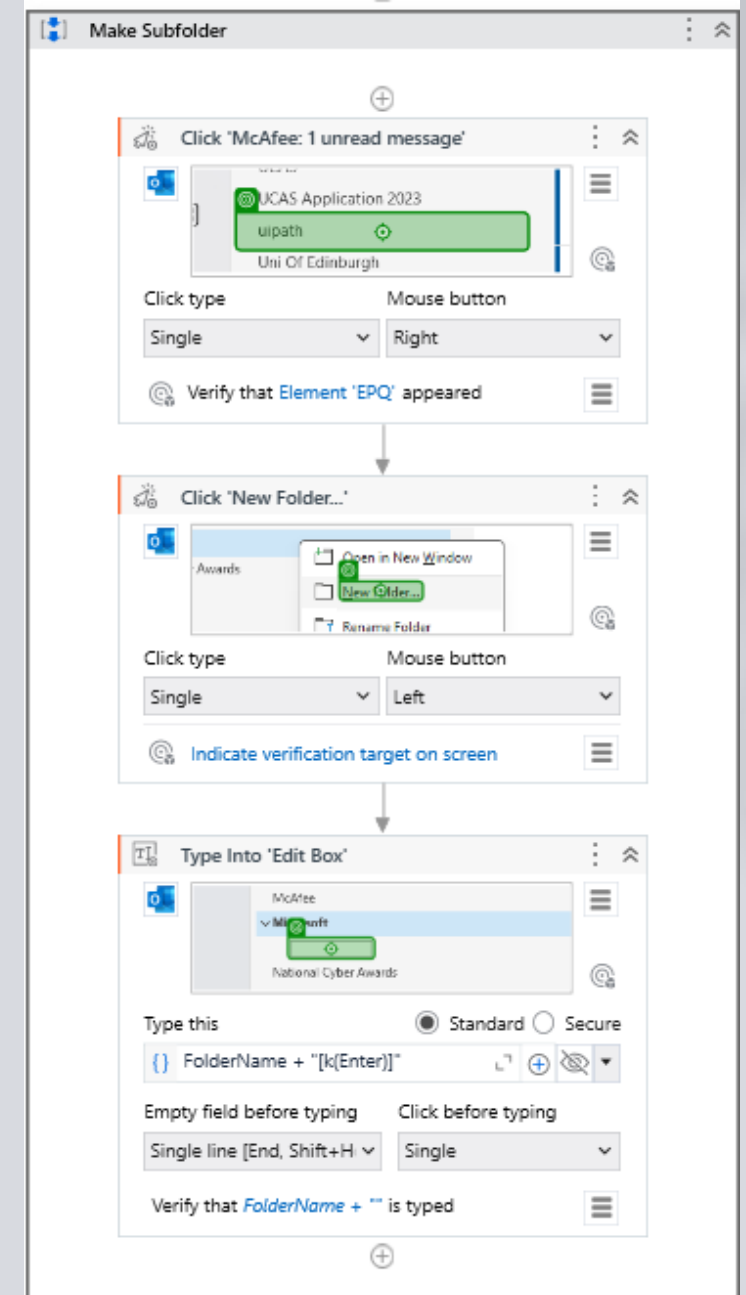 Make Subfolder
Click 'McAfee: 1 unread message'
UCAS Application 2023
uipath
Uni Of Edinburgh
Click type Mouse button
Single Right
Verify that Element 'EPQ' appeared
Click 'New Folder...'
Open in New Window
Awards
New Folder...
Rename Folder
Click type Mouse button
Single Left
Indicate verification target on screen
Type Into 'Edit Box'
McAfee
Microsoft
National Cyber Awards
Type this Standard Secure
{} FolderName + "[k(Enter)]"
Empty field before typing Click before typing
Single line [End, Shift+H Single
Verify that FolderName + "" is typed